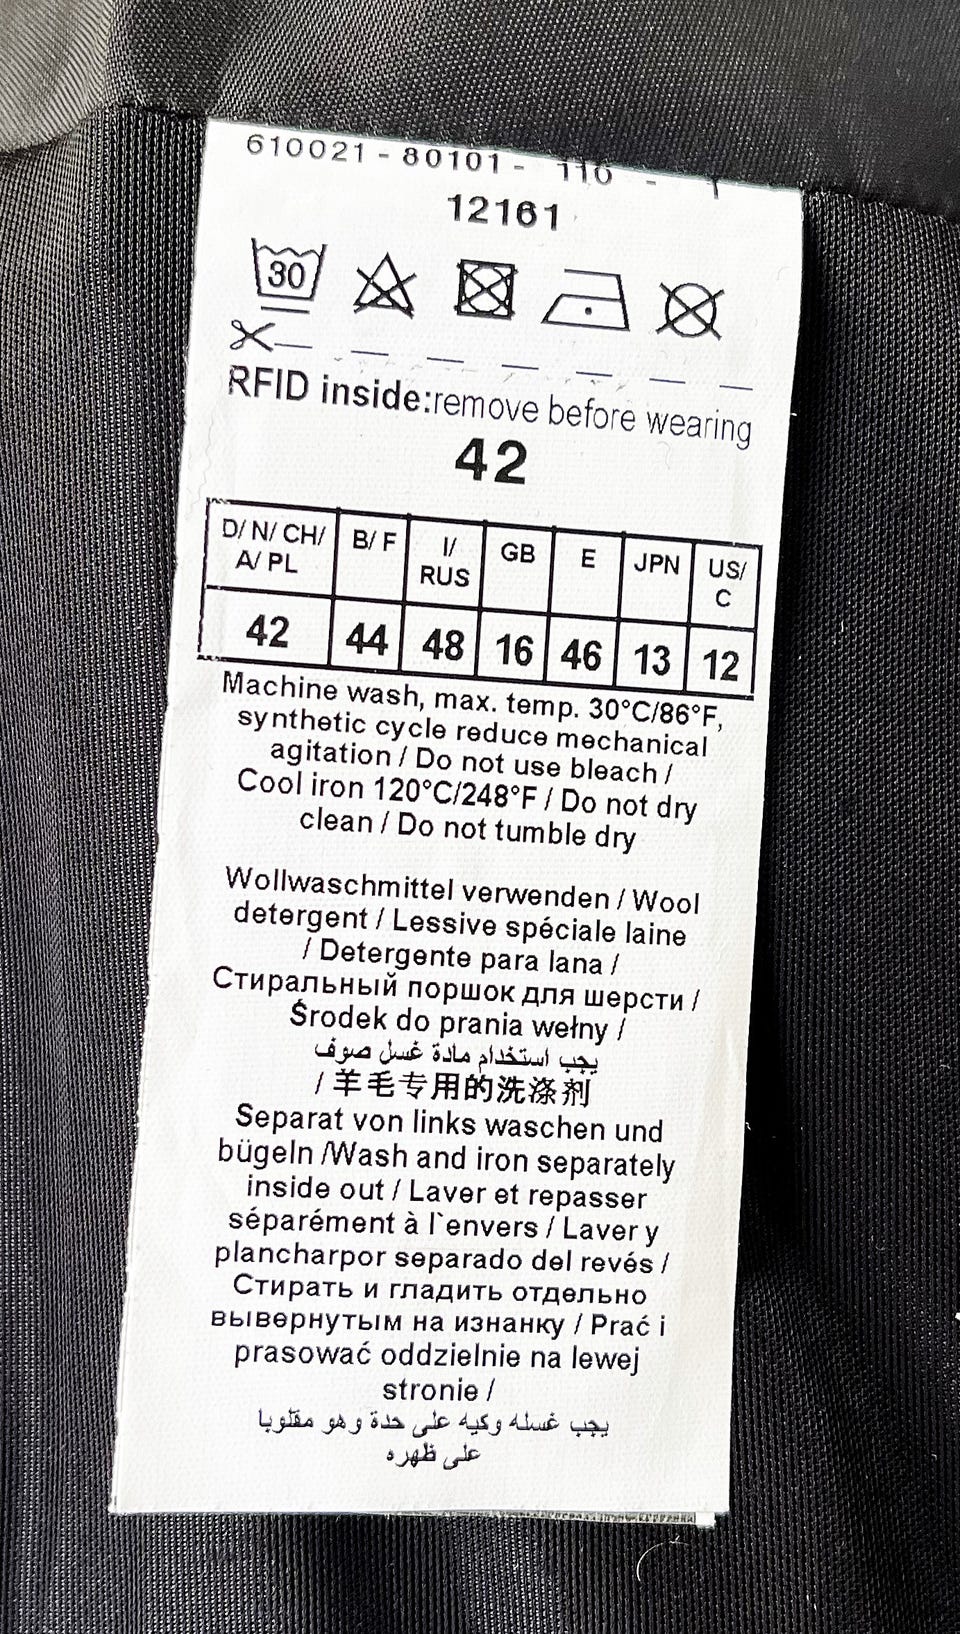 610021 - 80101 - 110 - 1
12161
30
RFID inside:remove before wearing
42
D/ N/ CH/ A/ PL B/ F I/ RUS GB E JPN US/ C
42 44 48 16 46 13 12
Machine wash, max. temp. 30°C/86°F,
synthetic cycle reduce mechanical
agitation / Do not use bleach /
Cool iron 120°C/248°F / Do not dry
clean / Do not tumble dry
Wollwaschmittel verwenden / Wool
detergent / Lessive spéciale laine
/ Detergente para lana /
Стиральный порошок для шерсти /
Środek do prania wełny /
يجب استخدام مادة غسل صوف
/ 羊毛专用的洗涤剂
Separat von links waschen und
bügeln /Wash and iron separately
inside out / Laver et repasser
séparément à l`envers / Laver y
plancharpor separado del revés /
Стирать и гладить отдельно
вывернутым на изнанку / Prać i
prasować oddzielnie na lewej
stronie /
يجب غسله وكيه على حدة وهو مقلوبا
على ظهره